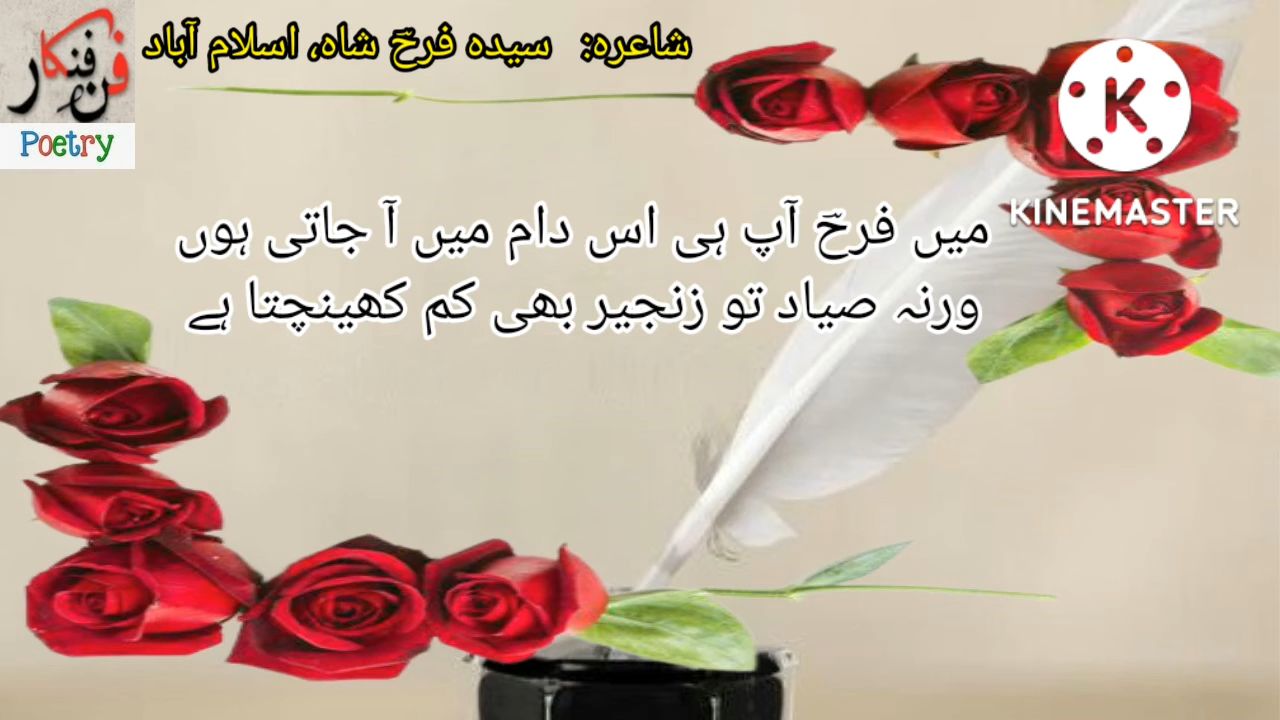 شاعرہ: سیدہ فرحؔ شاہ، اسلام آباد
فن فنکار
Poetry
KINEMASTER
میں فرحؔ آپ ہی اس دام میں آ جاتی ہوں
ورنہ صیاد تو زنجیر بھی کم کھینچتا ہے